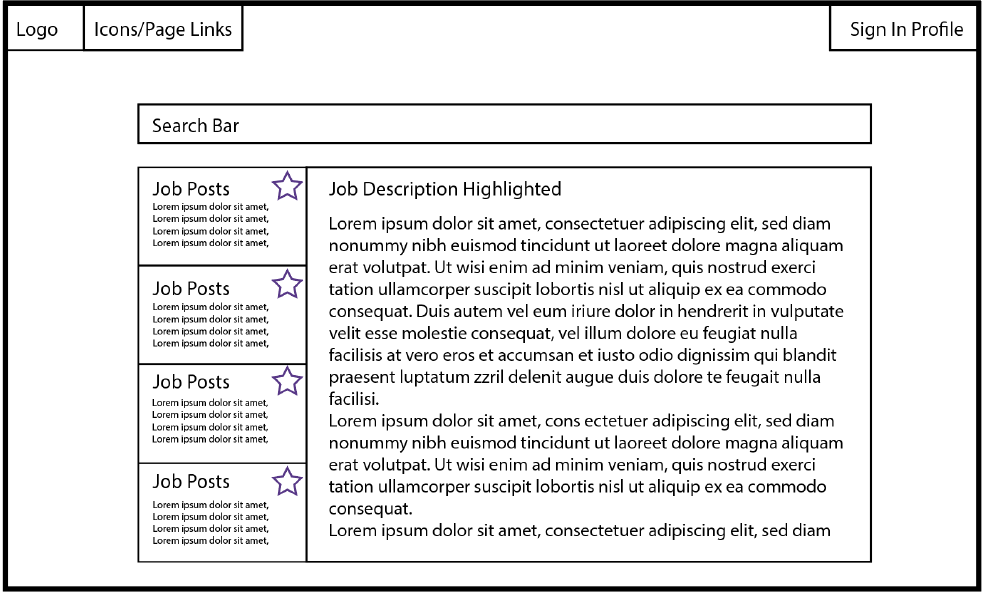 Logo
Icons/Page Links
Sign In Profile
Search Bar
Job Posts
Lorem ipsum dolor sit amet,
Lorem ipsum dolor sit amet,
Lorem ipsum dolor sit amet,
Lorem ipsum dolor sit amet,
Job Posts
Lorem ipsum dolor sit amet,
Lorem ipsum dolor sit amet,
Lorem ipsum dolor sit amet,
Lorem ipsum dolor sit amet,
Job Posts
Lorem ipsum dolor sit amet,
Lorem ipsum dolor sit amet,
Lorem ipsum dolor sit amet,
Lorem ipsum dolor sit amet,
Job Posts
Lorem ipsum dolor sit amet,
Lorem ipsum dolor sit amet,
Lorem ipsum dolor sit amet,
Lorem ipsum dolor sit amet,
Job Description Highlighted
Lorem ipsum dolor sit amet, consectetuer adipiscing elit, sed diam
nonummy nibh euismod tincidunt ut laoreet dolore magna aliquam
erat volutpat. Ut wisi enim ad minim veniam, quis nostrud exerci
tation ullamcorper suscipit lobortis nisl ut aliquip ex ea commodo
consequat. Duis autem vel eum iriure dolor in hendrerit in vulputate
velit esse molestie consequat, vel illum dolore eu feugiat nulla
facilisis at vero eros et accumsan et iusto odio dignissim qui blandit
praesent luptatum zzril delenit augue duis dolore te feugait nulla
facilisi.
Lorem ipsum dolor sit amet, cons ectetuer adipiscing elit, sed diam
nonummy nibh euismod tincidunt ut laoreet dolore magna aliquam
erat volutpat. Ut wisi enim ad minim veniam, quis nostrud exerci
tation ullamcorper suscipit lobortis nisl ut aliquip ex ea commodo
consequat.
Lorem ipsum dolor sit amet, consectetuer adipiscing elit, sed diam